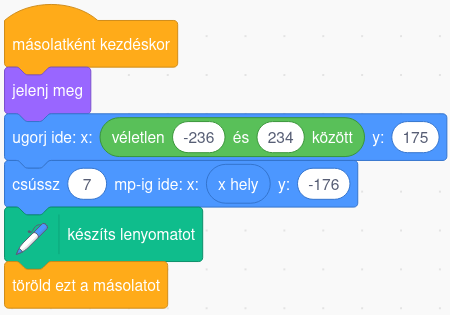 másolatként kezdéskor
jelenj meg
ugorj ide: x: véletlen -236 és 234 között y: 175
csússz 7 mp-ig ide: x: x hely y: -176
készíts lenyomatot
töröld ezt a másolatot